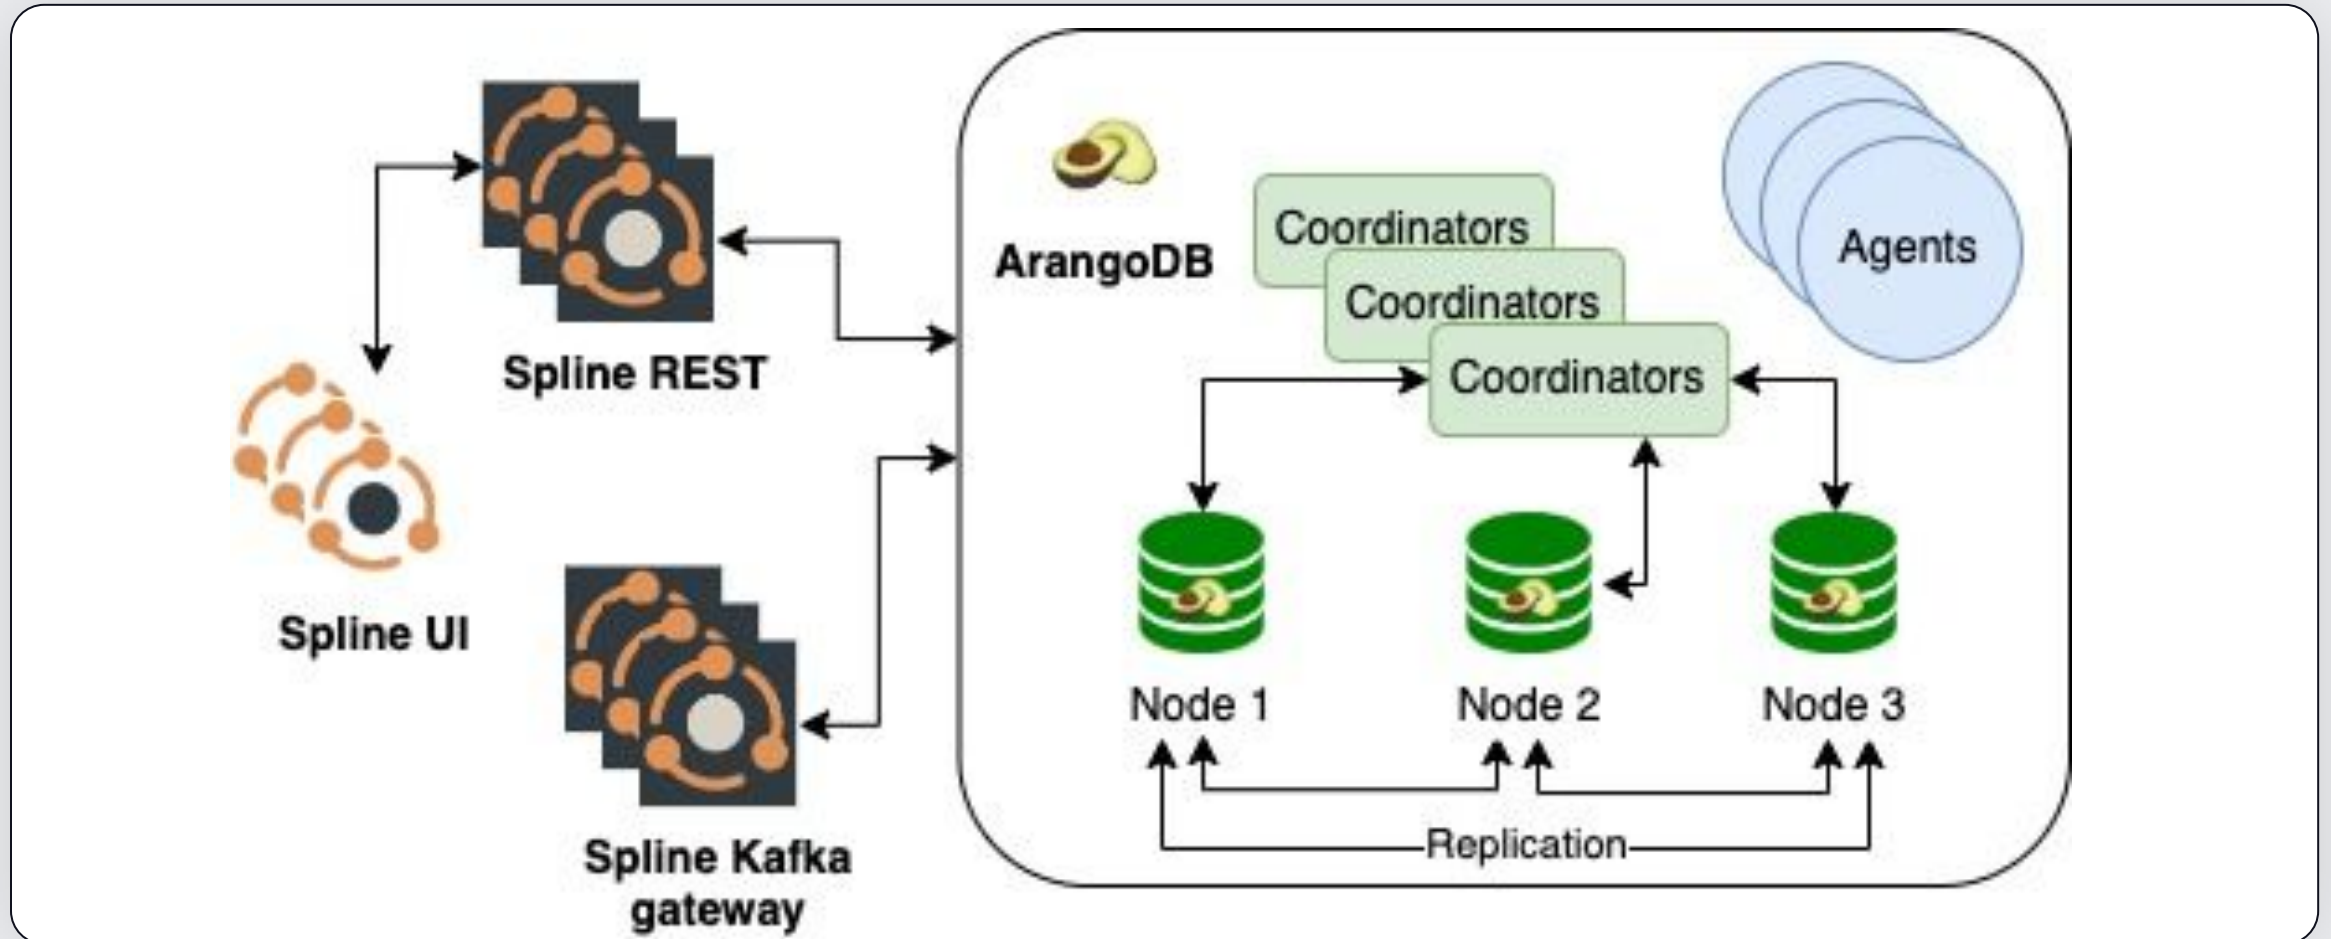 Spline REST
Spline UI
Spline Kafka
gateway
ArangoDB
Coordinators
Coordinators
Coordinators
Agents
Node 1
Node 2
Node 3
Replication